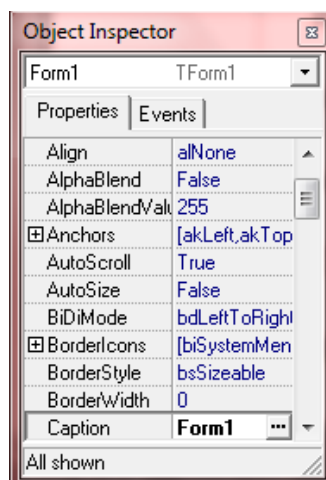 Object Inspector
Form1 TForm1
Properties Events
Align alNone
AlphaBlend False
AlphaBlendValu 255
Anchors [akLeft,akTop
AutoScroll True
AutoSize False
BiDiMode bdLeftToRight
BorderIcons [biSystemMen
BorderStyle bsSizeable
BorderWidth 0
Caption Form1 ...
All shown